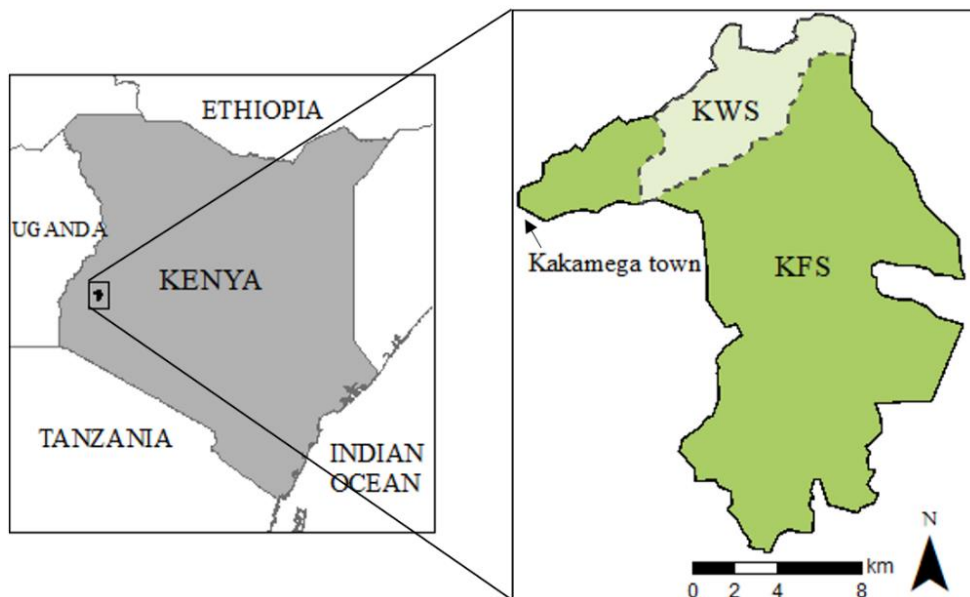 ETHIOPIA
UGANDA
KENYA
TANZANIA
INDIAN
OCEAN
KWS
Kakamega town
KFS
N
km
0 2 4 8